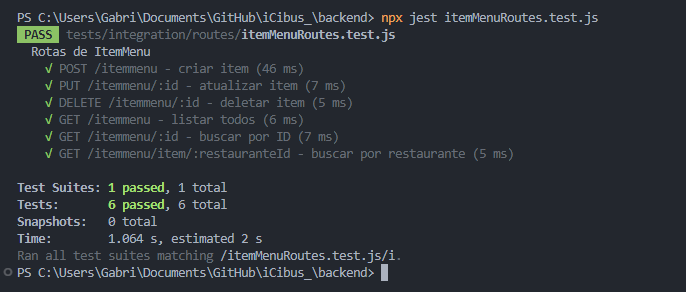 PS C:\Users\Gabri\Documents\GitHub\iCibus_\backend> npx jest itemMenuRoutes.test.js
PASS tests/integration/routes/itemMenuRoutes.test.js
Rotas de ItemMenu
√ POST /itemmenu - criar item (46 ms)
√ PUT /itemmenu/:id - atualizar item (7 ms)
√ DELETE /itemmenu/:id - deletar item (5 ms)
√ GET /itemmenu - listar todos (6 ms)
√ GET /itemmenu/:id - buscar por ID (7 ms)
√ GET /itemmenu/item/:restauranteId - buscar por restaurante (5 ms)
Test Suites: 1 passed, 1 total
Tests: 6 passed, 6 total
Snapshots: 0 total
Time: 1.064 s, estimated 2 s
Ran all test suites matching /itemMenuRoutes.test.js/i.
PS C:\Users\Gabri\Documents\GitHub\iCibus_\backend>